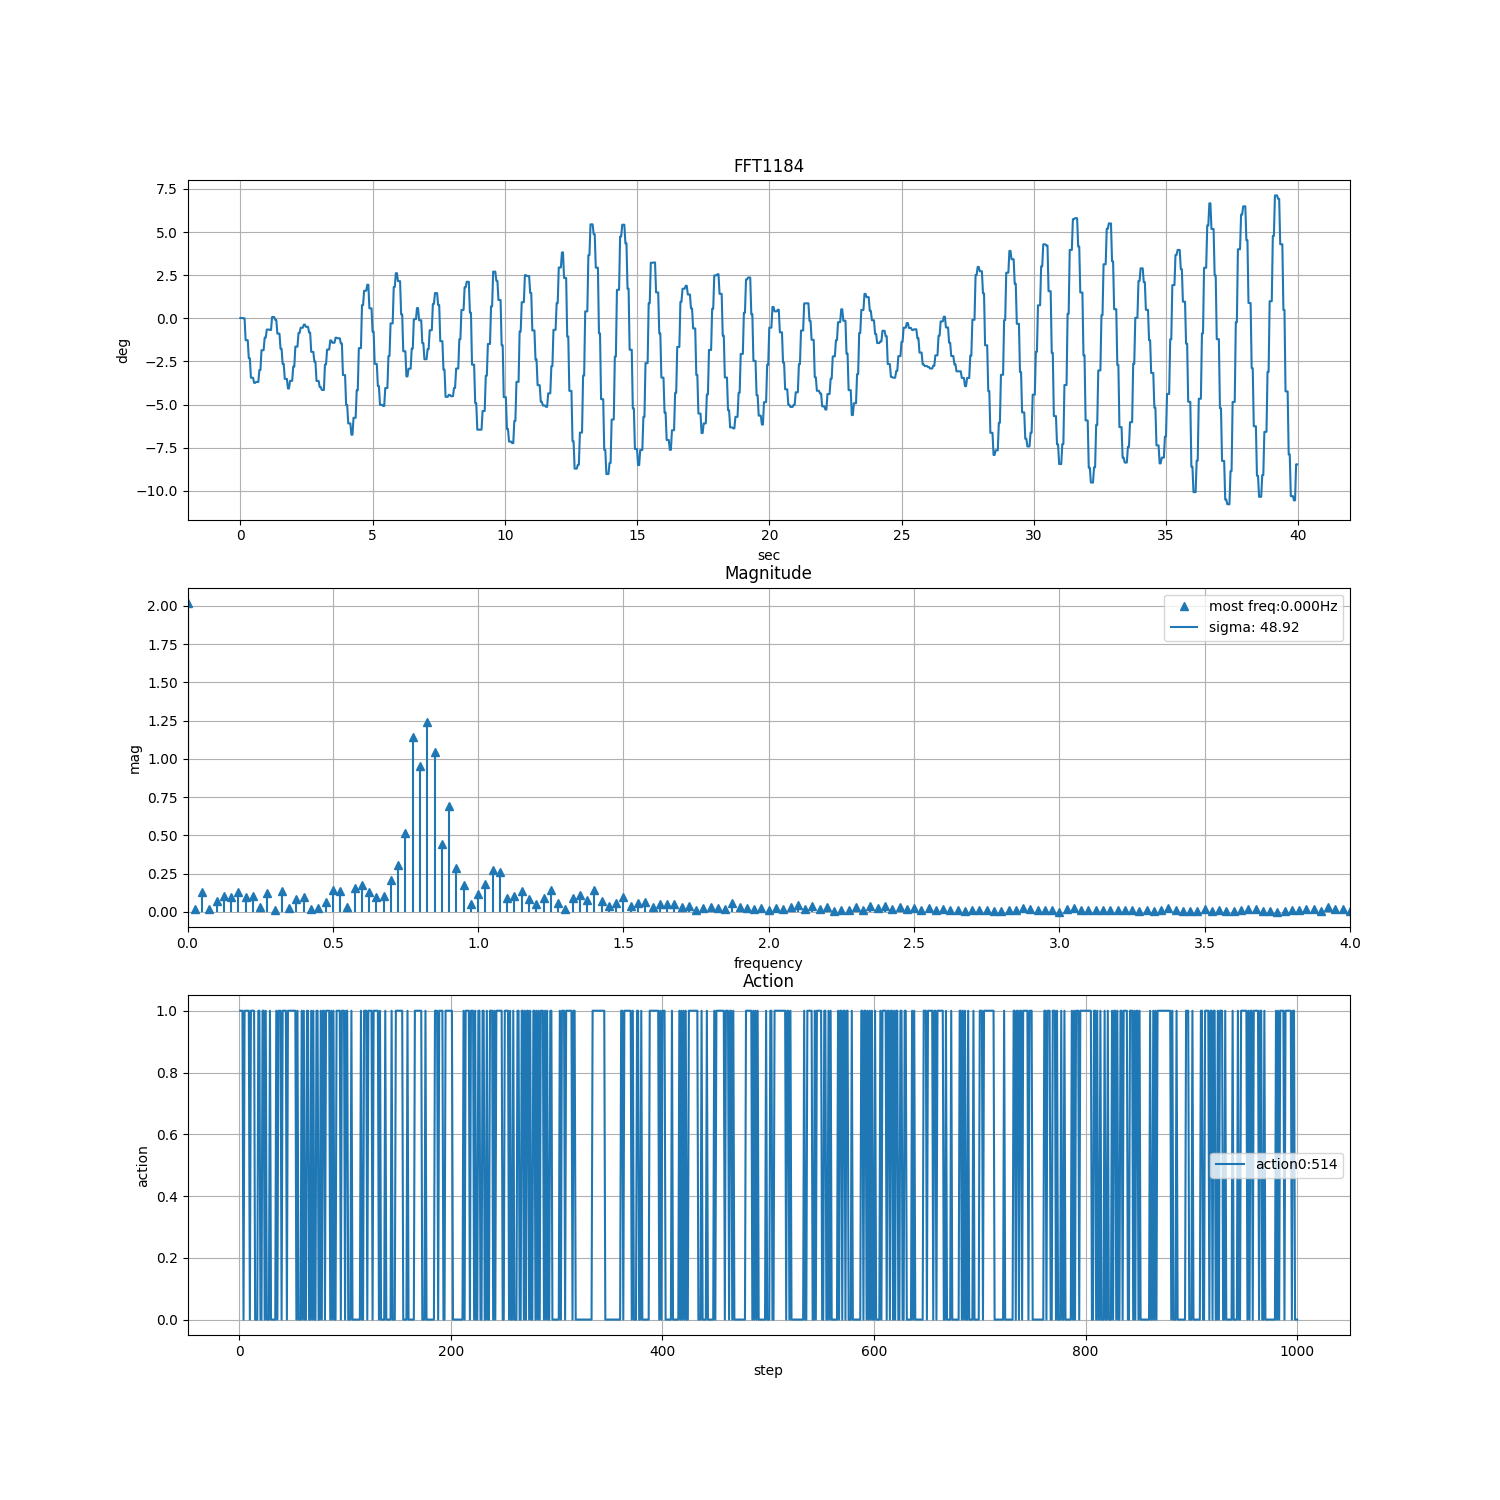 FFT1184
7.5
5.0
2.5
0.0
−2.5
−5.0
−7.5
−10.0
deg
0 5 10 15 20 25 30 35 40
sec
Magnitude
2.00
1.75
1.50
1.25
1.00
0.75
0.50
0.25
0.00
mag
most freq:0.000Hz
sigma: 48.92
0.0 0.5 1.0 1.5 2.0 2.5 3.0 3.5 4.0
frequency
Action
1.0
0.8
0.6
0.4
0.2
0.0
action
action0:514
0 200 400 600 800 1000
step